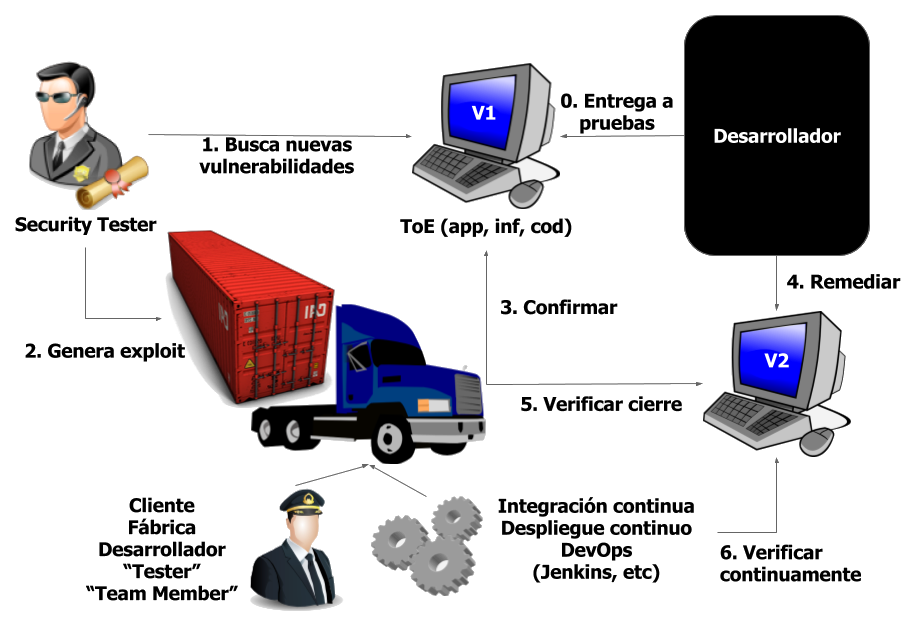 V1
0. Entrega a
pruebas
Desarrollador
1. Busca nuevas
vulnerabilidades
Security Tester
ToE (app, inf, cod)
4. Remediar
3. Confirmar
2. Genera exploit
V2
5. Verificar cierre
Cliente
Fábrica
Desarrollador
“Tester”
“Team Member”
Integración continua
Despliegue continuo
DevOps
(Jenkins, etc)
6. Verificar
continuamente